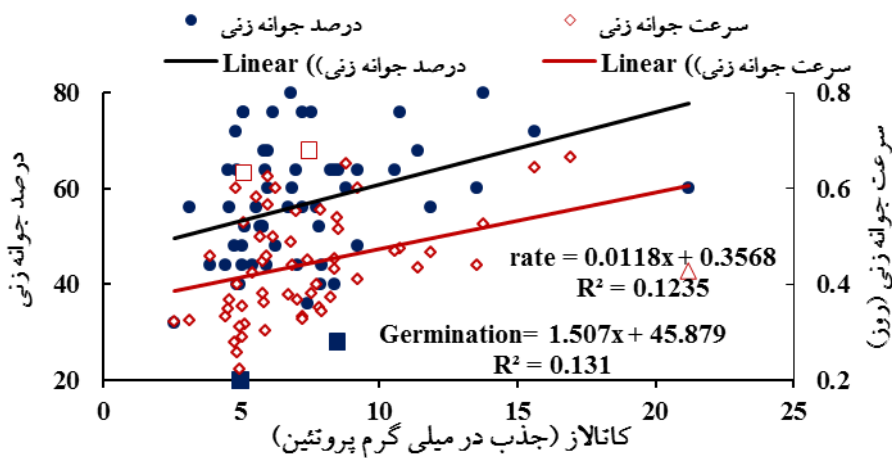 درصد جوانه زنی
سرعت جوانه زنی
Linear (درصد جوانه زنی))
Linear (سرعت جوانه زنی))
80
60
40
20
درصد جوانه زنی
0.8
0.6
0.4
0.2
سرعت جوانه زنی (روز)
rate = 0.0118x + 0.3568
R² = 0.1235
Germination= 1.507x + 45.879
R² = 0.131
0 5 10 15 20 25
کاتالاز (جذب در میلی گرم پروتئین)